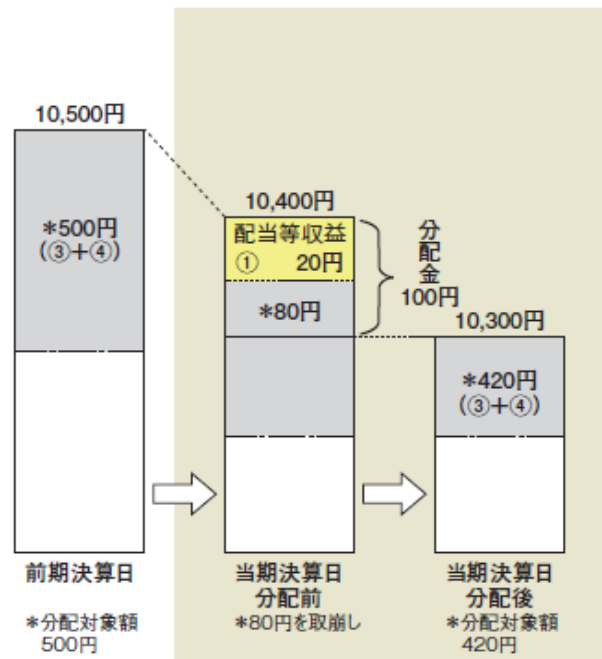 10,500円
*500円
(③+④)
前期決算日
*分配対象額
500円
10,400円
配当等収益
① 20円
*80円
分配金
100円
当期決算日
分配前
*80円を取崩し
10,300円
*420円
(③+④)
当期決算日
分配後
*分配対象額
420円